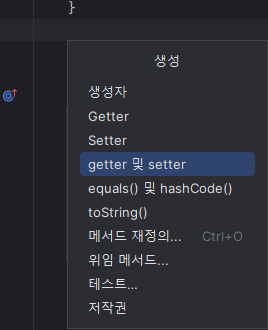 }
생성
생성자
Getter
Setter
getter 및 setter
equals() 및 hashCode()
toString()
메서드 재정의... Ctrl+O
위임 메서드...
테스트...
저작권